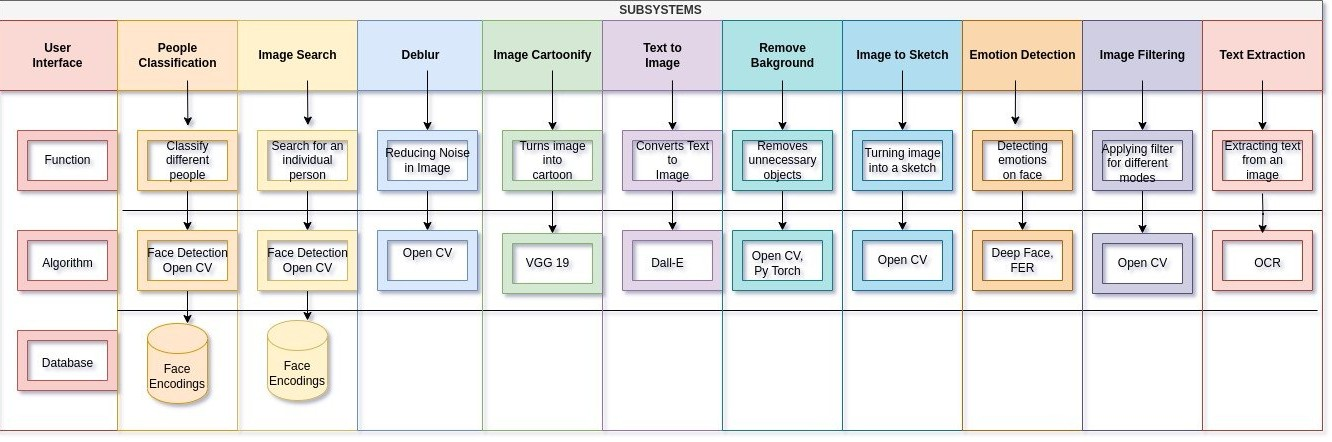 SUBSYSTEMS
User
Interface
People
Classification
Image Search
Deblur
Image Cartoonify
Text to
Image
Remove
Bakground
Image to Sketch
Emotion Detection
Image Filtering
Text Extraction
Function
Classify
different
people
Search for an
individual
person
Reducing Noise
in Image
Turns image
into
cartoon
Converts Text
to
Image
Removes
unnecessary
objects
Turning image
into a sketch
Detecting
emotions
on face
Applying filter
for different
modes
Extracting text
from an
image
Algorithm
Face Detection
Open CV
Face Detection
Open CV
Open CV
VGG 19
Dall-E
Open CV,
Py Torch
Open CV
Deep Face,
FER
Open CV
OCR
Database
Face
Encodings
Face
Encodings